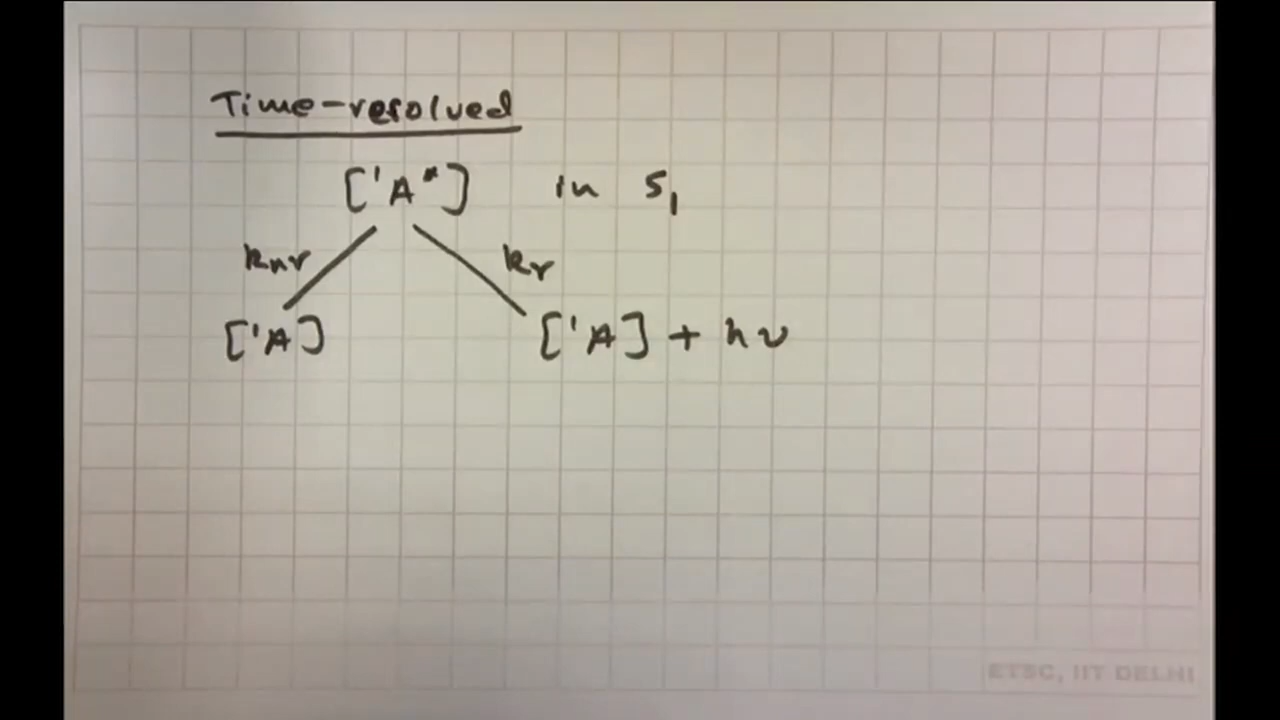 Time-resolved
['A*] in S₁
knr kr
['A] ['A] + hν
ETSC, IIT DELHI